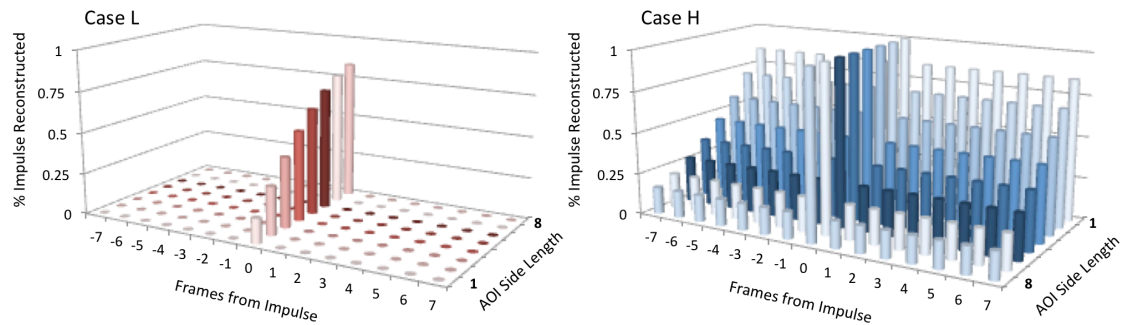 Case L
% Impulse Reconstructed
1
0.75
0.5
0.25
0
-7 -6 -5 -4 -3 -2 -1 0 1 2 3 4 5 6 7
Frames from Impulse
1
8
AOI Side Length
Case H
% Impulse Reconstructed
1
0.75
0.5
0.25
0
-7 -6 -5 -4 -3 -2 -1 0 1 2 3 4 5 6 7
Frames from Impulse
8
1
AOI Side Length